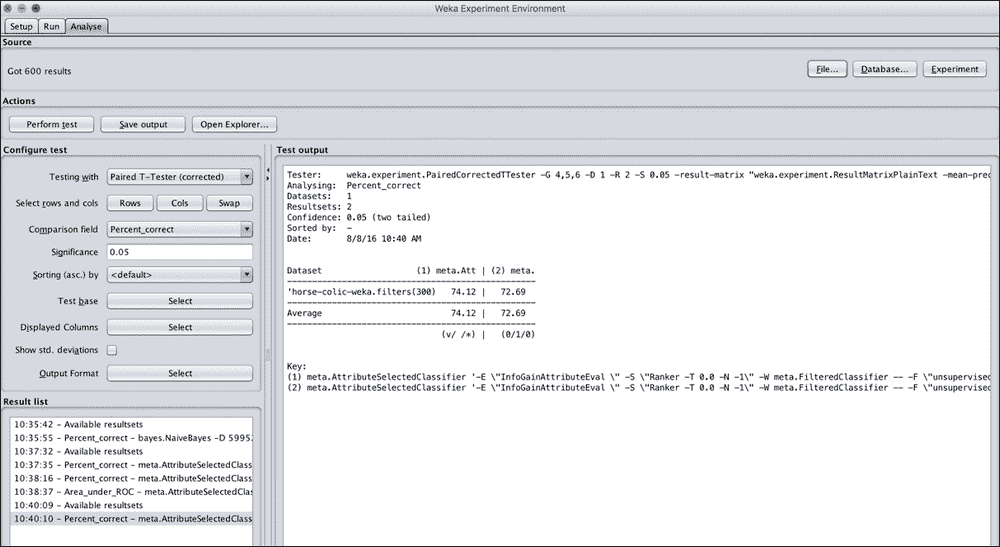 Weka Experiment Environment
Setup Run Analyse
Source
Got 600 results
File... Database... Experiment
Actions
Perform test Save output Open Explorer...
Configure test
Testing with Paired T-Tester (corrected)
Select rows and cols Rows Cols Swap
Comparison field Percent_correct
Significance 0.05
Sorting (asc.) by <default>
Test base Select
Displayed Columns Select
Show std. deviations
Output Format Select
Result list
10:35:42 - Available resultsets
10:35:55 - Percent_correct - bayes.NaiveBayes -D 5995
10:37:32 - Available resultsets
10:37:35 - Percent_correct - meta.AttributeSelectedClas
10:38:16 - Percent_correct - meta.AttributeSelectedClas
10:38:37 - Area_under_ROC - meta.AttributeSelectedClas
10:40:09 - Available resultsets
10:40:10 - Percent_correct - meta.AttributeSelectedClass
Test output
Tester: weka.experiment.PairedCorrectedTTester -G 4,5,6 -D 1 -R 2 -S 0.05 -result-matrix "weka.experiment.ResultMatrixPlainText -mean-prec
Analysing: Percent_correct
Datasets: 1
Resultsets: 2
Confidence: 0.05 (two tailed)
Sorted by: -
Date: 8/8/16 10:40 AM
Dataset (1) meta.Att | (2) meta.
'horse-colic-weka.filters(300) 74.12 | 72.69
Average 74.12 | 72.69
(v/ /*) | (0/1/0)
Key:
(1) meta.AttributeSelectedClassifier '-E \"InfoGainAttributeEval \" -S \"Ranker -T 0.0 -N -1\" -W meta.FilteredClassifier -- -F \"unsupervised
(2) meta.AttributeSelectedClassifier '-E \"InfoGainAttributeEval \" -S \"Ranker -T 0.0 -N -1\" -W meta.FilteredClassifier -- -F \"unsupervised